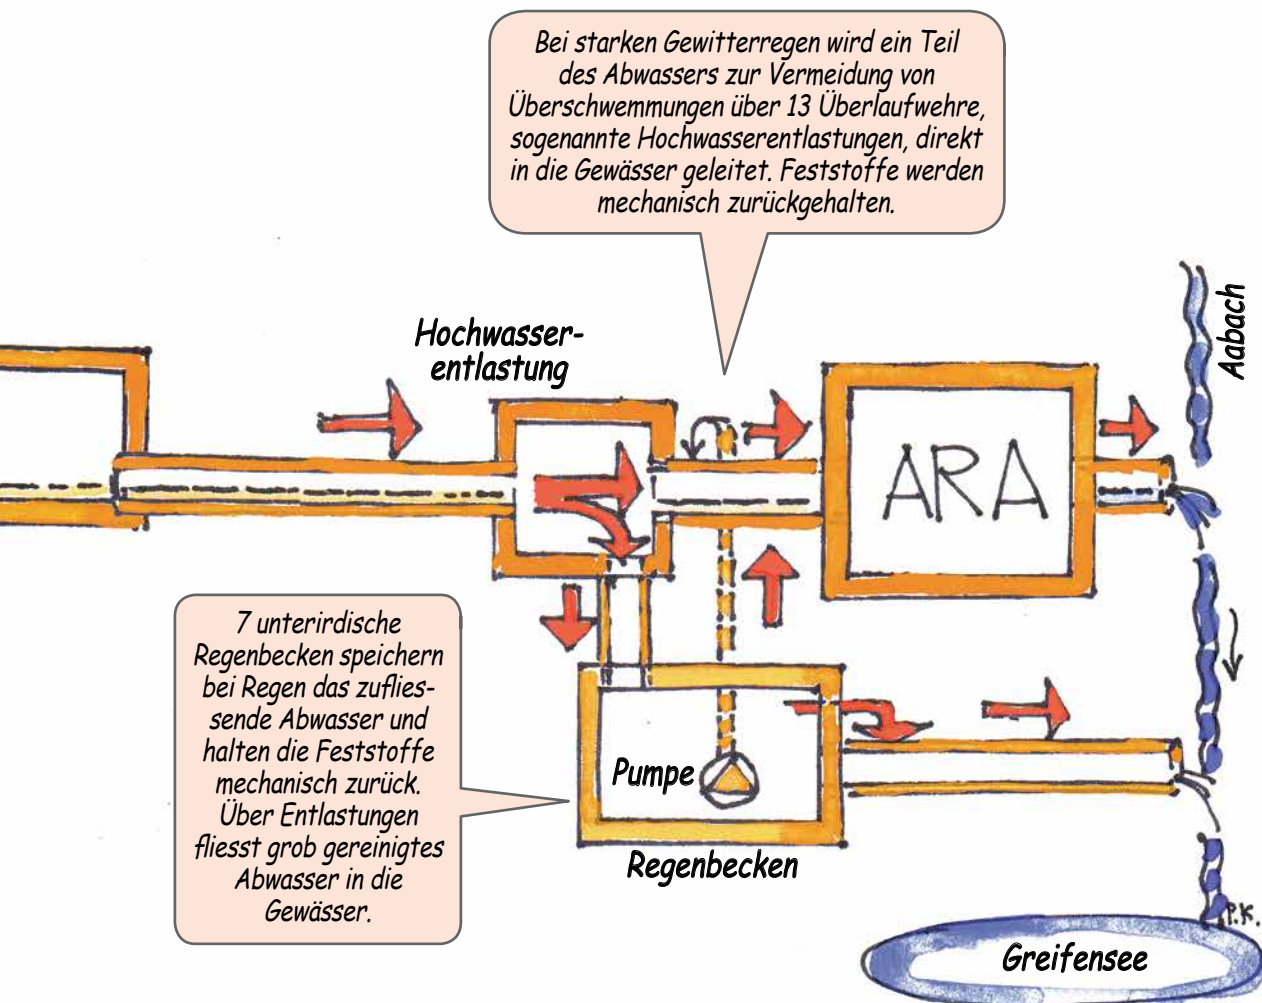 Bei starken Gewitterregen wird ein Teil
des Abwassers zur Vermeidung von
Überschwemmungen über 13 Überlaufwehre,
sogenannte Hochwasserentlastungen, direkt
in die Gewässer geleitet. Feststoffe werden
mechanisch zurückgehalten.
Aabach
Hochwasser-
entlastung
ARA
7 unterirdische
Regenbecken speichern
bei Regen das zuflies-
sende Abwasser und
halten die Feststoffe
mechanisch zurück.
Über Entlastungen
fliesst grob gereinigtes
Abwasser in die
Gewässer.
Pumpe
Regenbecken
P.K.
Greifensee